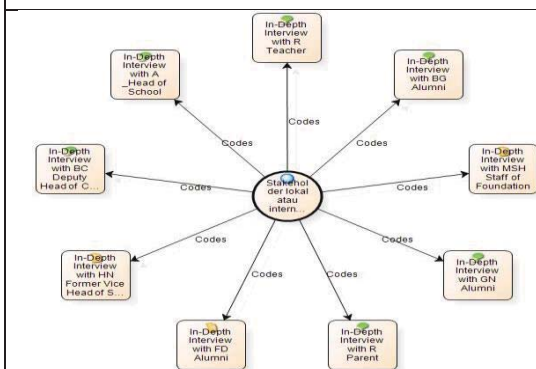 In-Depth
Interview
with R
Teacher
In-Depth
Interview
with A
_Head of
School
In-Depth
Interview
with BG
Alumni
In-Depth
Interview
with BC
Deputy
Head of C...
In-Depth
Interview
with MSH
Staff of
Foundation
Stakehol
der lokal
atau
intern...
In-Depth
Interview
with HN
Former Vice
Head of S...
In-Depth
Interview
with GN
Alumni
In-Depth
Interview
with FD
Alumni
In-Depth
Interview
with R
Parent
Codes
Codes
Codes
Codes
Codes
Codes
Codes
Codes
Codes